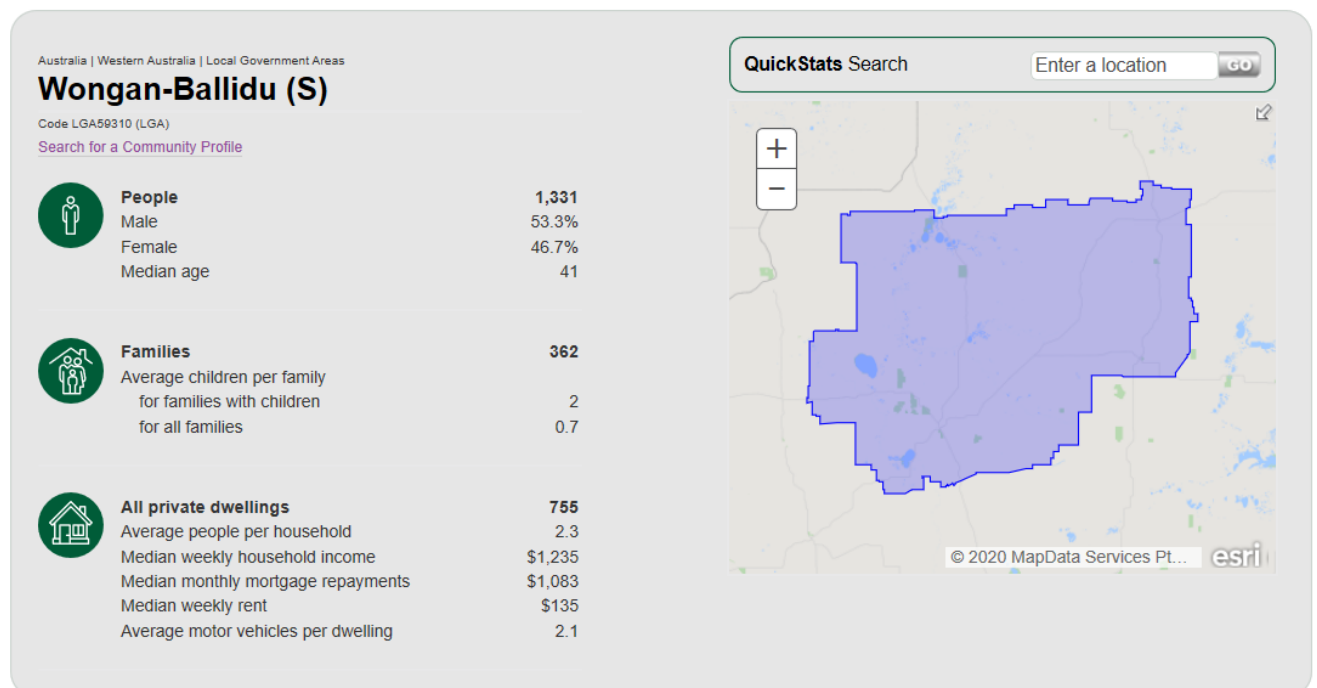 Australia | Western Australia | Local Government Areas
Wongan-Ballidu (S)
Code LGA59310 (LGA)
Search for a Community Profile
People 1,331
Male 53.3%
Female 46.7%
Median age 41
Families 362
Average children per family
for families with children 2
for all families 0.7
All private dwellings 755
Average people per household 2.3
Median weekly household income $1,235
Median monthly mortgage repayments $1,083
Median weekly rent $135
Average motor vehicles per dwelling 2.1
QuickStats Search Enter a location GO
+
−
© 2020 MapData Services Pt... esri